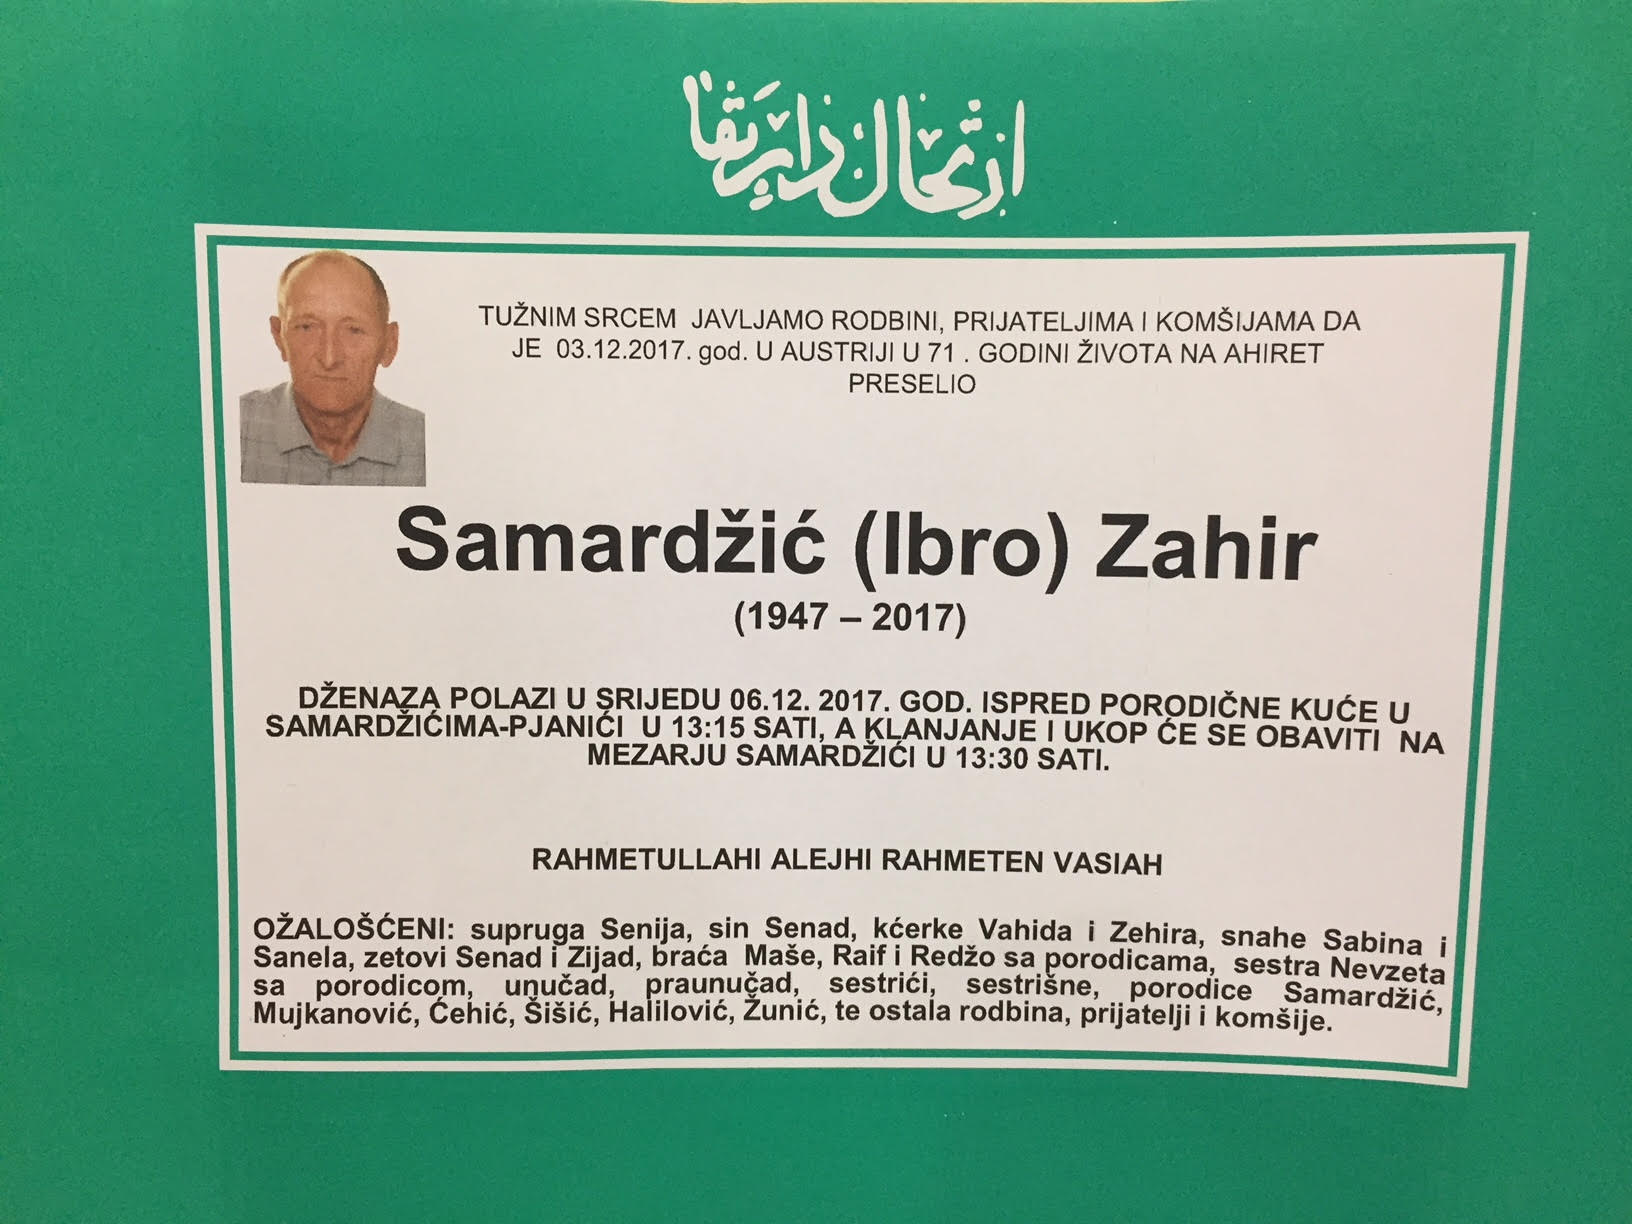 ارتحال دار بقا
TUŽNIM SRCEM JAVLJAMO RODBINI, PRIJATELJIMA I KOMŠIJAMA DA
JE 03.12.2017. god. U AUSTRIJI U 71 . GODINI ŽIVOTA NA AHIRET
PRESELIO
Samardžić (Ibro) Zahir
(1947 – 2017)
DŽENAZA POLAZI U SRIJEDU 06.12. 2017. GOD. ISPRED PORODIČNE KUĆE U
SAMARDŽIĆIMA-PJANIĆI U 13:15 SATI, A KLANJANJE I UKOP ĆE SE OBAVITI NA
MEZARJU SAMARDŽIĆI U 13:30 SATI.
RAHMETULLAHI ALEJHI RAHMETEN VASIAH
OŽALOŠĆENI: supruga Senija, sin Senad, kćerke Vahida i Zehira, snahe Sabina i
Sanela, zetovi Senad i Zijad, braća Maše, Raif i Redžo sa porodicama, sestra Nevzeta
sa porodicom, unučad, praunučad, sestrići, sestrišne, porodice Samardžić,
Mujkanović, Ćehić, Šišić, Halilović, Žunić, te ostala rodbina, prijatelji i komšije.